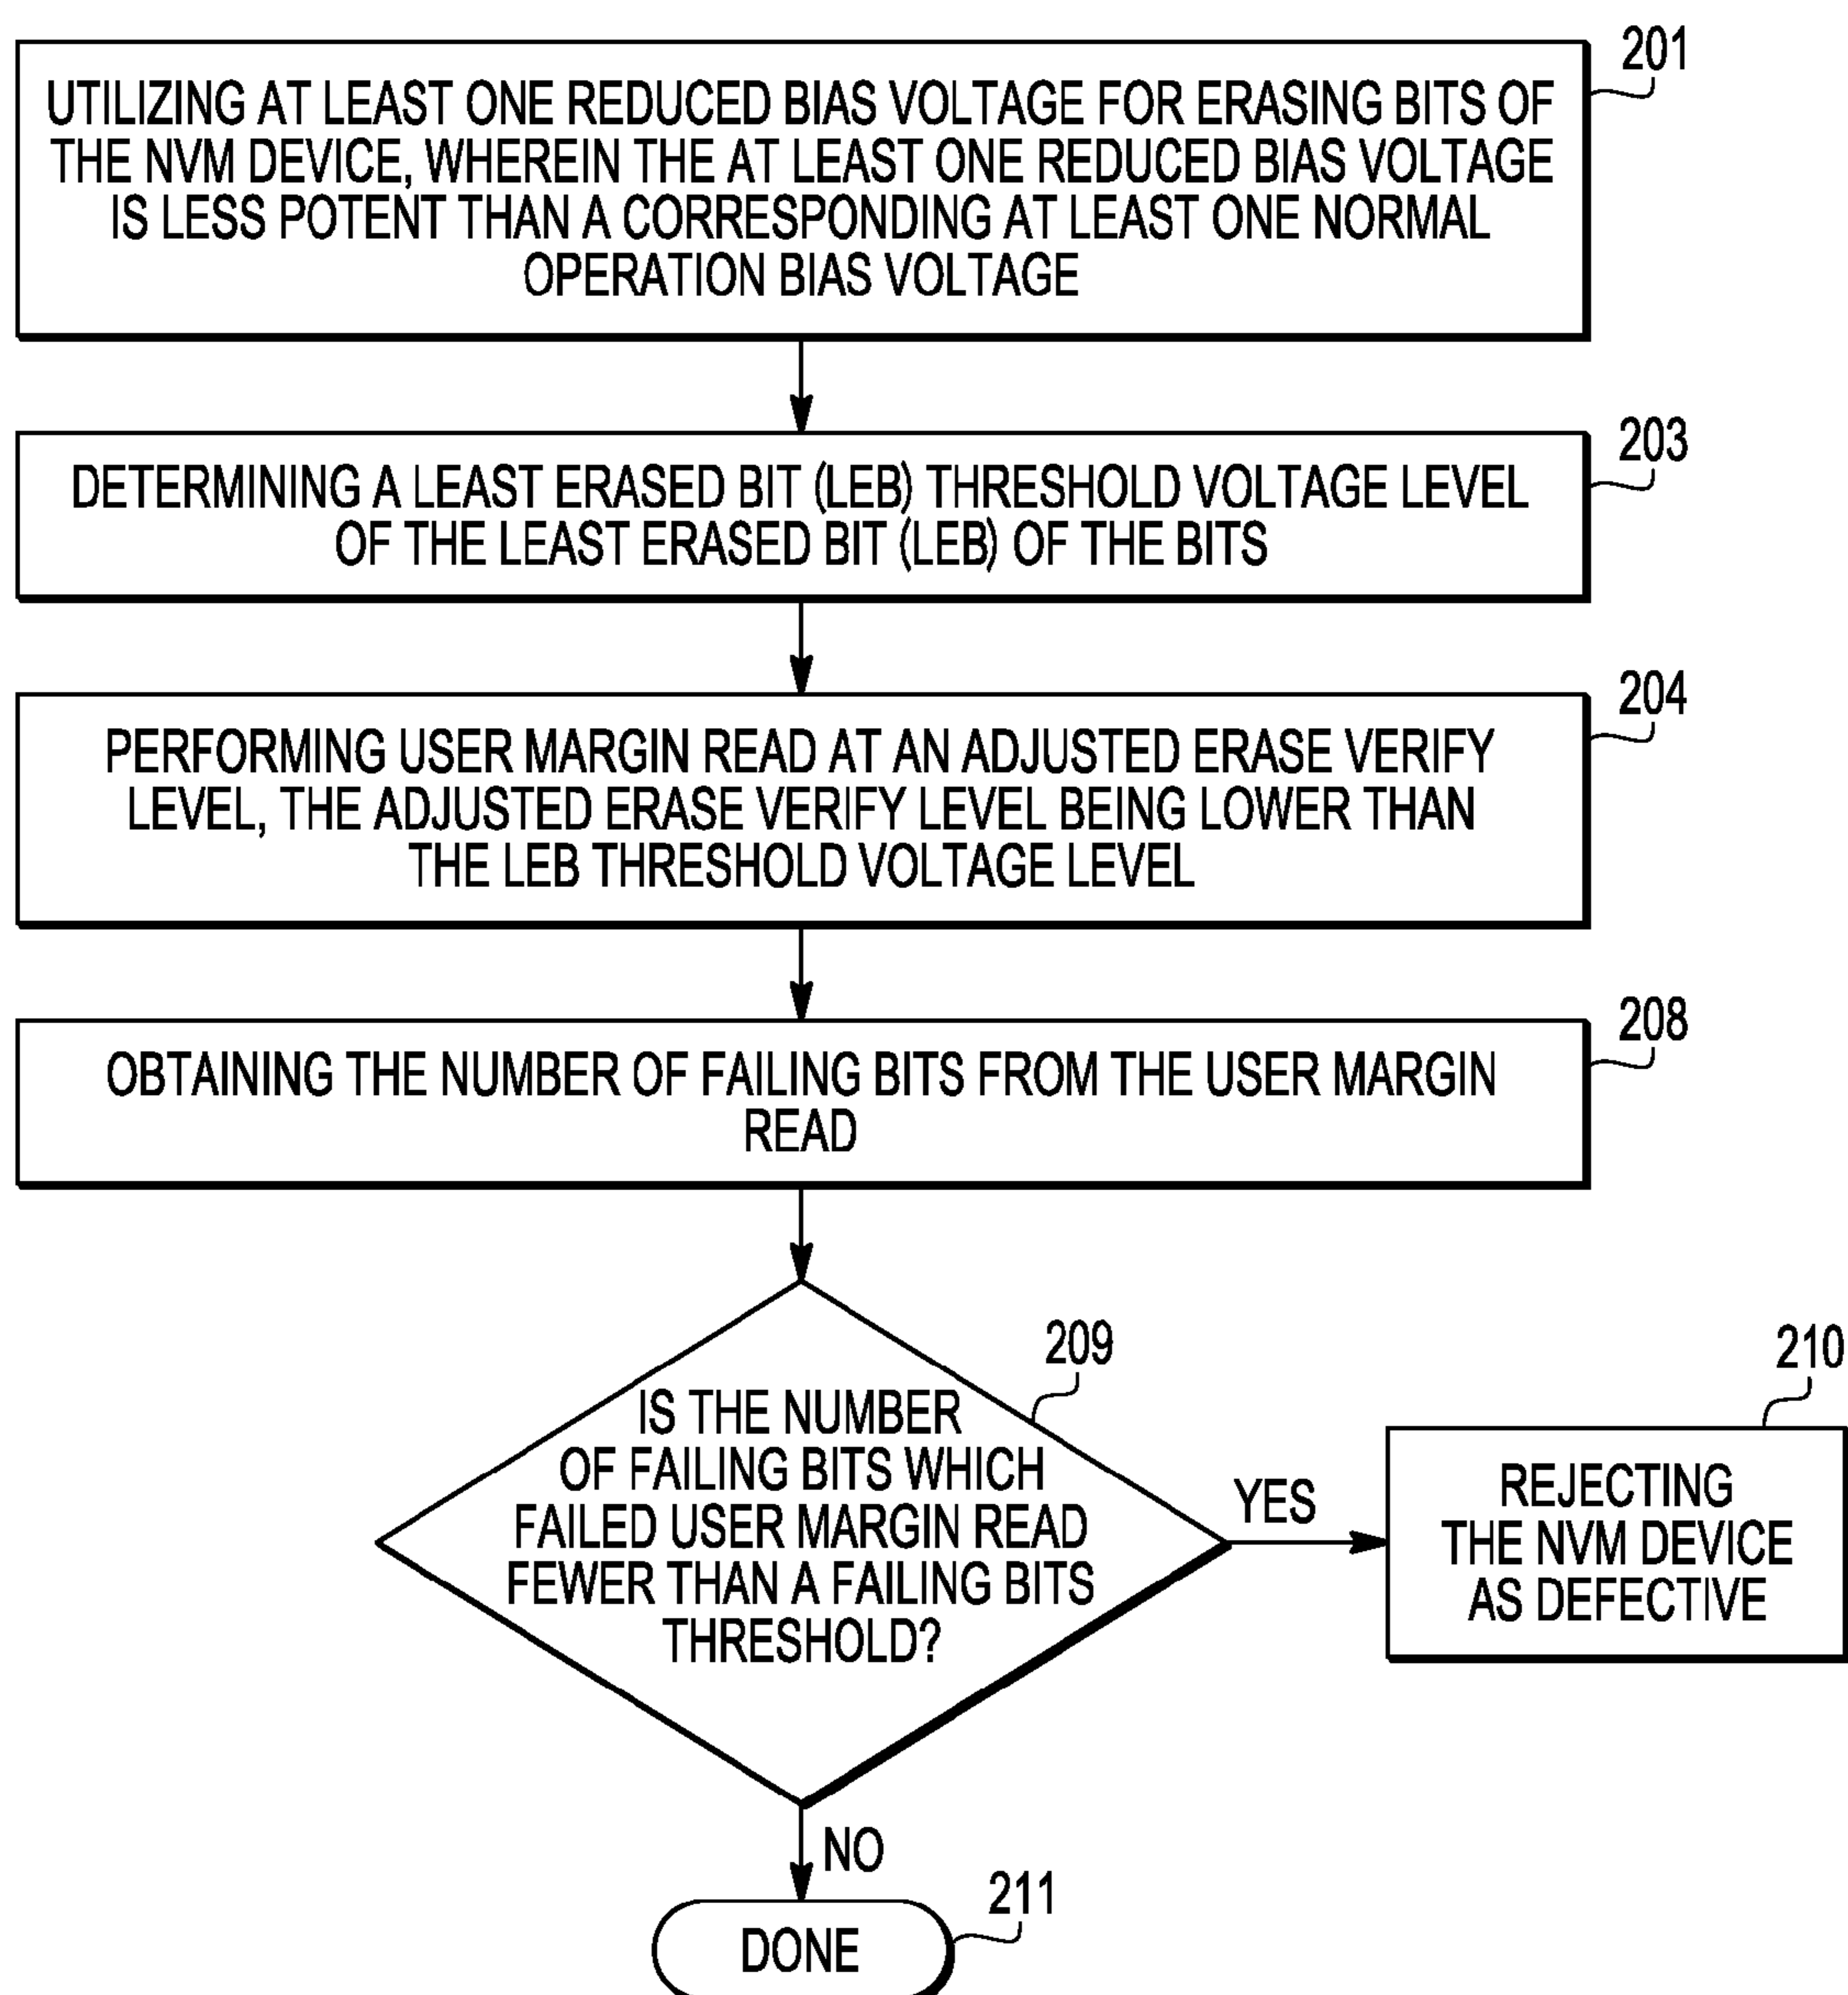 201
UTILIZING AT LEAST ONE REDUCED BIAS VOLTAGE FOR ERASING BITS OF
THE NVM DEVICE, WHEREIN THE AT LEAST ONE REDUCED BIAS VOLTAGE
IS LESS POTENT THAN A CORRESPONDING AT LEAST ONE NORMAL
OPERATION BIAS VOLTAGE
203
DETERMINING A LEAST ERASED BIT (LEB) THRESHOLD VOLTAGE LEVEL
OF THE LEAST ERASED BIT (LEB) OF THE BITS
204
PERFORMING USER MARGIN READ AT AN ADJUSTED ERASE VERIFY
LEVEL, THE ADJUSTED ERASE VERIFY LEVEL BEING LOWER THAN
THE LEB THRESHOLD VOLTAGE LEVEL
208
OBTAINING THE NUMBER OF FAILING BITS FROM THE USER MARGIN
READ
209
IS THE NUMBER
OF FAILING BITS WHICH
FAILED USER MARGIN READ
FEWER THAN A FAILING BITS
THRESHOLD?
YES
210
REJECTING
THE NVM DEVICE
AS DEFECTIVE
NO
211
DONE